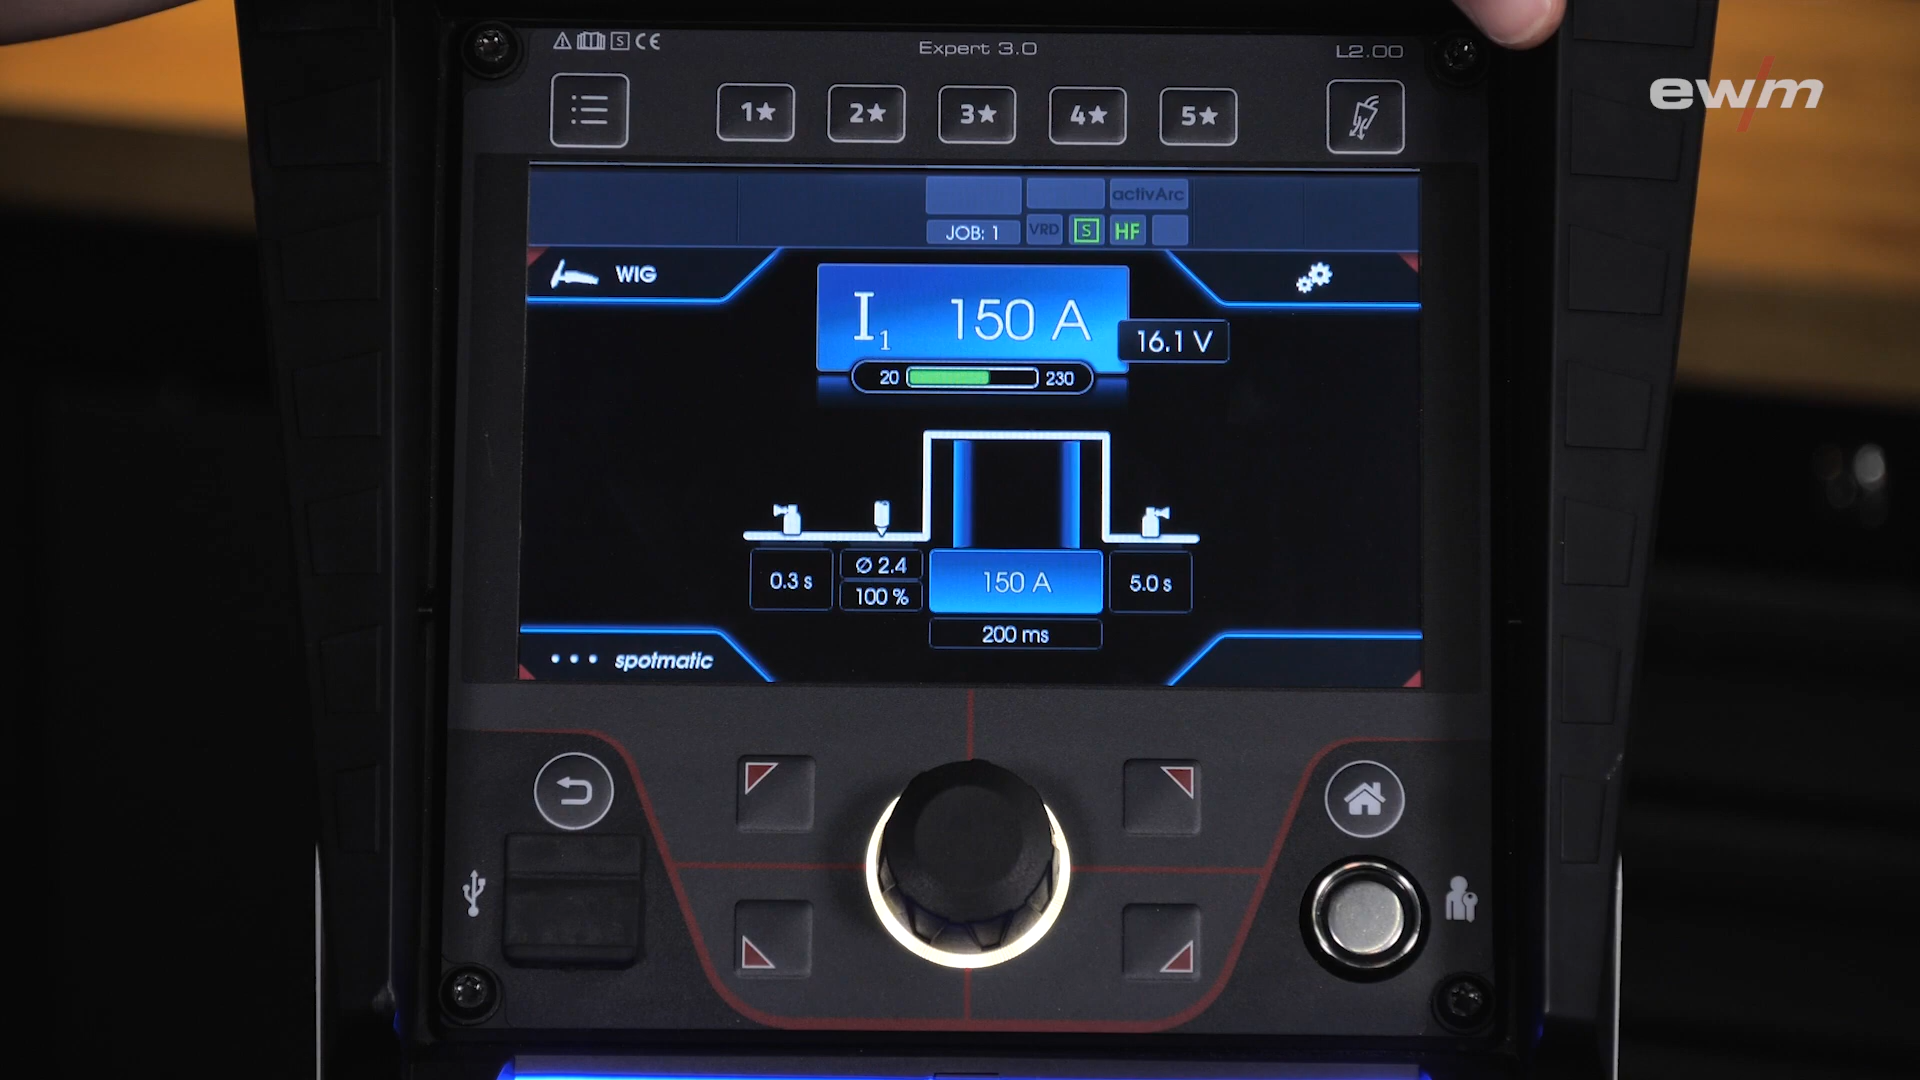 S CE
Expert 3.0
L2.00
ewm
1★ 2★ 3★ 4★ 5★
activArc
JOB: 1 VRD S HF
WIG
I₁ 150 A
16.1 V
20 230
0.3 s
Ø 2.4
100 %
150 A
5.0 s
200 ms
spotmatic